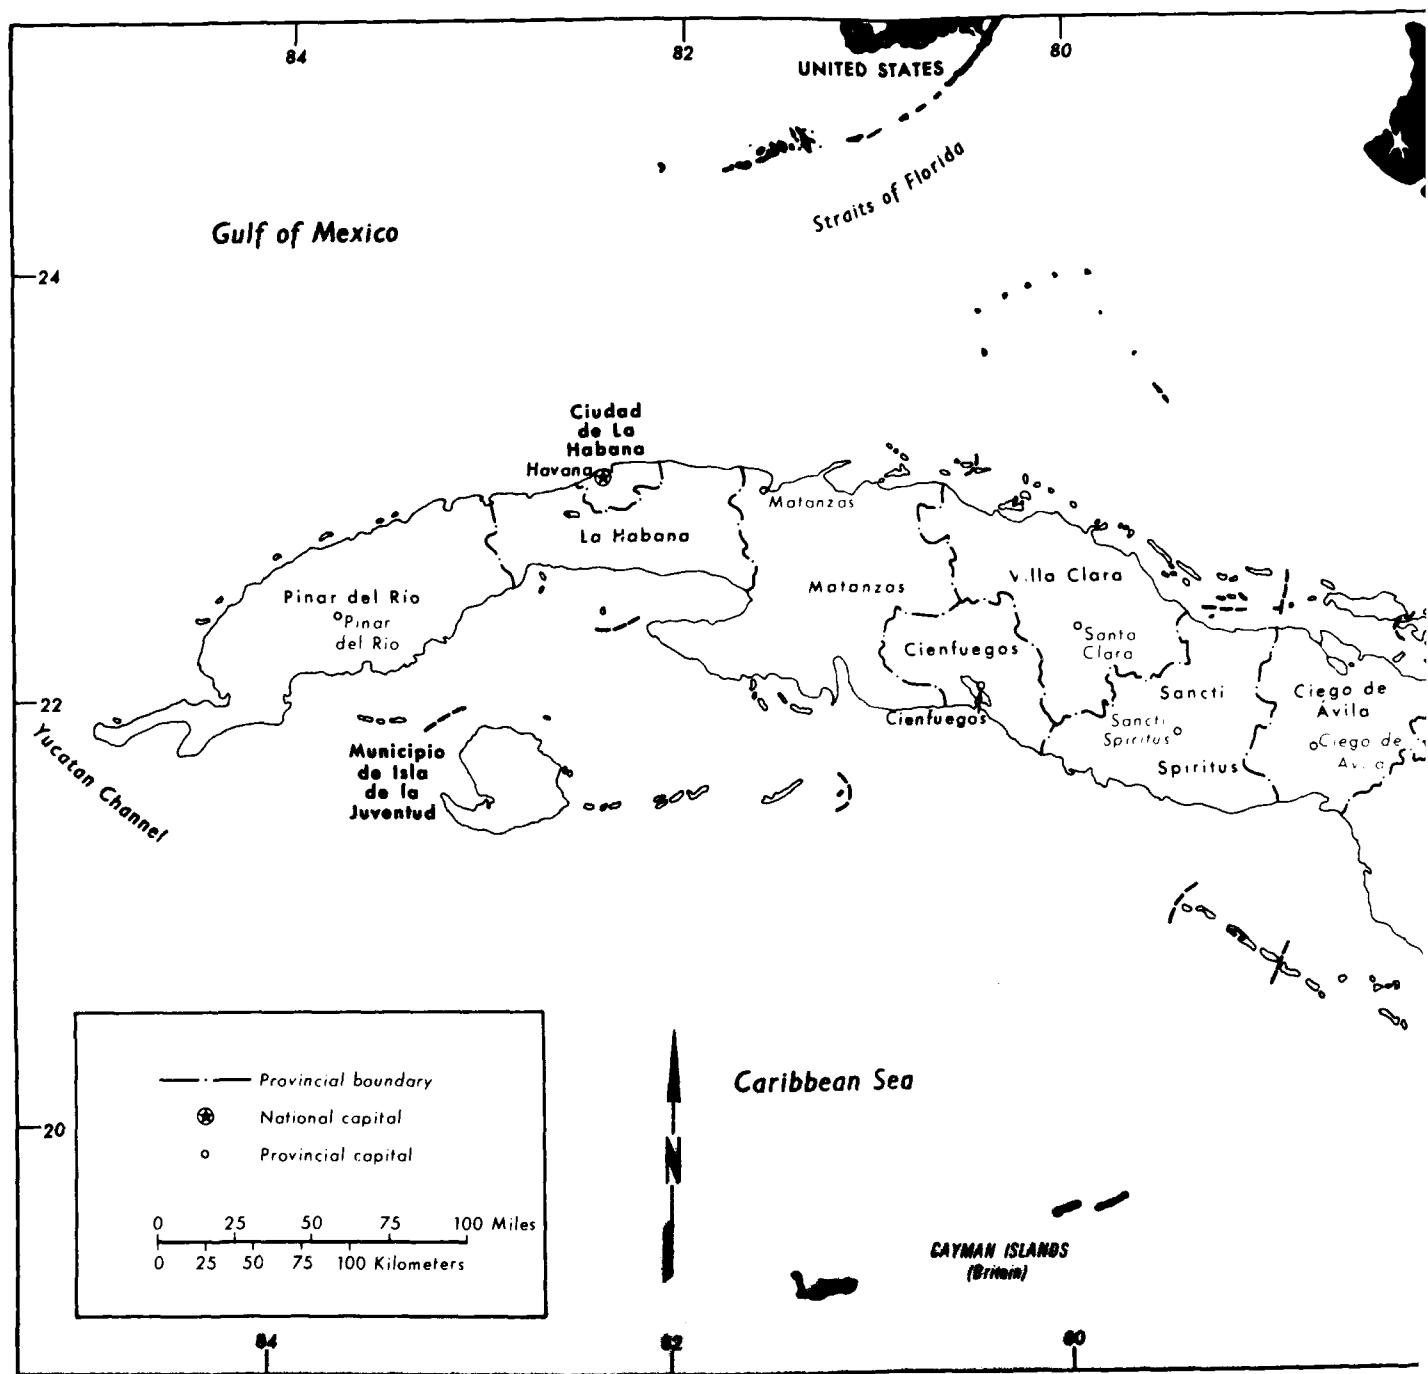 84
82
80
UNITED STATES
Straits of Florida
Gulf of Mexico
24
Ciudad
de La
Habana
Havana
Matanzas
La Habana
Villa Clara
Matanzas
Pinar del Río
Pinar
del Río
Santa
Clara
Cienfuegos
Sancti
Ciego de
Ávila
22
Cienfuegos
Sancti
Spiritus
Ciego de
Avila
Spiritus
Yucatan Channel
Municipio
de Isla
de la
Juventud
Caribbean Sea
Provincial boundary
National capital
20
Provincial capital
N
0 25 50 75 100 Miles
0 25 50 75 100 Kilometers
CAYMAN ISLANDS
(Britain)
84
82
80